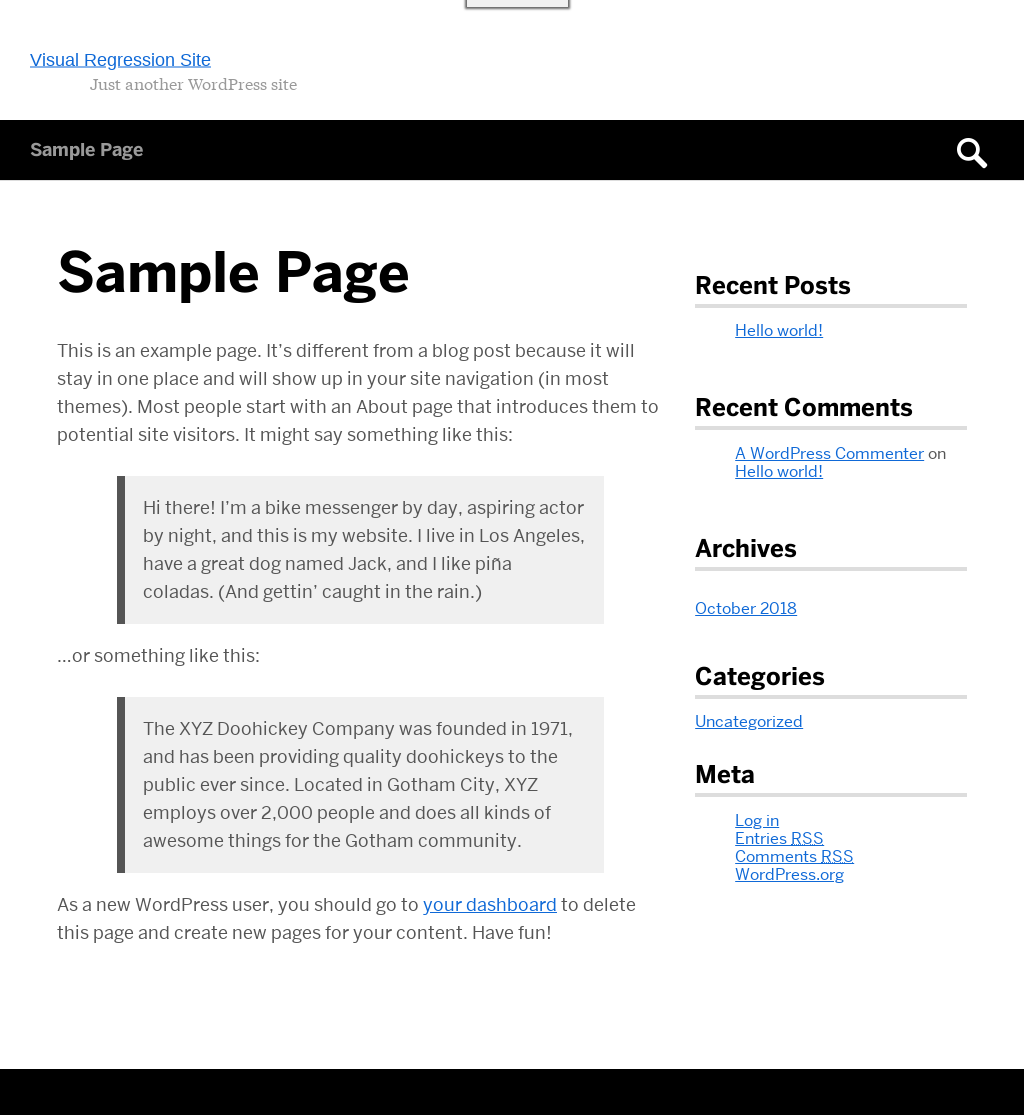 Visual Regression Site
Just another WordPress site
Sample Page
Sample Page
This is an example page. It’s different from a blog post because it will
stay in one place and will show up in your site navigation (in most
themes). Most people start with an About page that introduces them to
potential site visitors. It might say something like this:
Hi there! I’m a bike messenger by day, aspiring actor
by night, and this is my website. I live in Los Angeles,
have a great dog named Jack, and I like piña
coladas. (And gettin’ caught in the rain.)
…or something like this:
The XYZ Doohickey Company was founded in 1971,
and has been providing quality doohickeys to the
public ever since. Located in Gotham City, XYZ
employs over 2,000 people and does all kinds of
awesome things for the Gotham community.
As a new WordPress user, you should go to your dashboard to delete
this page and create new pages for your content. Have fun!
Recent Posts
Hello world!
Recent Comments
A WordPress Commenter on
Hello world!
Archives
October 2018
Categories
Uncategorized
Meta
Log in
Entries RSS
Comments RSS
WordPress.org